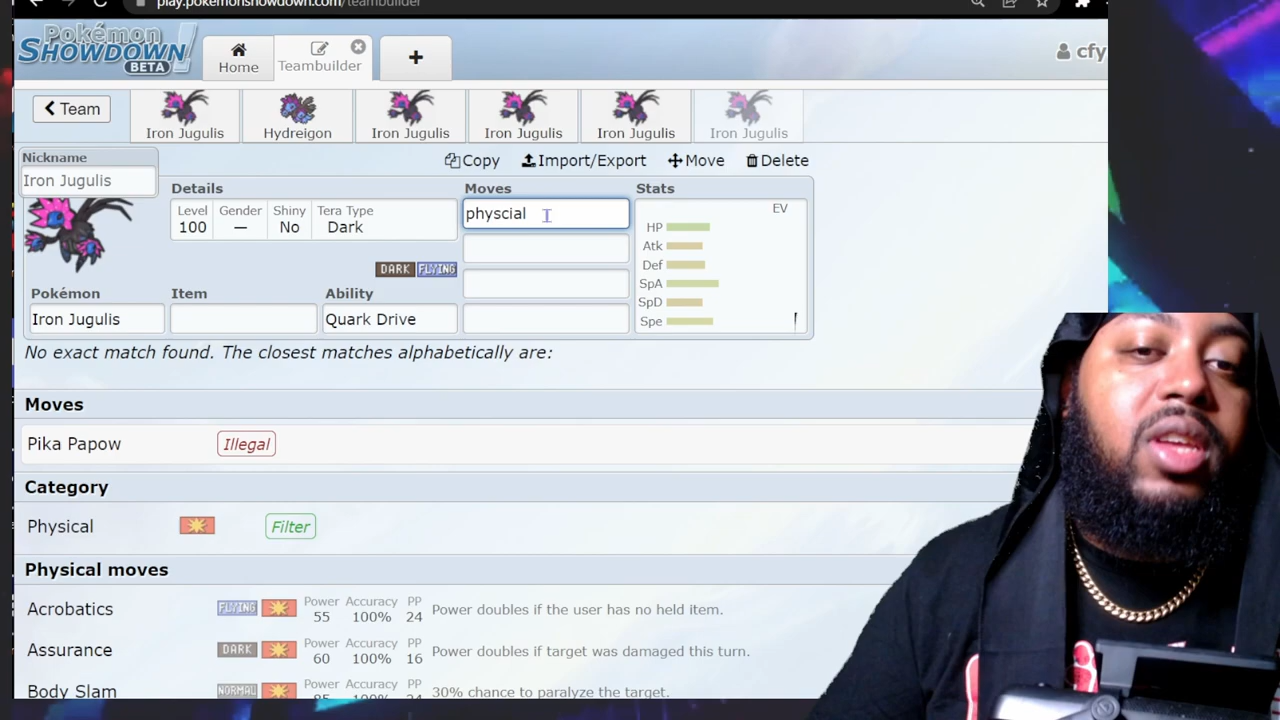 play.pokemonshowdown.com/teambuilder
Pokémon
SHOWDOWN
BETA
Home
Teambuilder
+
cfy
Team
Iron Jugulis
Hydreigon
Iron Jugulis
Iron Jugulis
Iron Jugulis
Iron Jugulis
Copy
Import/Export
Move
Delete
Nickname
Iron Jugulis
Details
Level Gender Shiny Tera Type
100 — No Dark
DARK FLYING
Pokémon
Iron Jugulis
Item
Ability
Quark Drive
Moves
physcial
Stats
EV
HP
Atk
Def
SpA
SpD
Spe
No exact match found. The closest matches alphabetically are:
Moves
Pika Papow Illegal
Category
Physical Filter
Physical moves
Acrobatics FLYING Power 55 Accuracy 100% PP 24 Power doubles if the user has no held item.
Assurance DARK Power 60 Accuracy 100% PP 16 Power doubles if target was damaged this turn.
Body Slam NORMAL Power 85 Accuracy 100% PP 24 30% chance to paralyze the target.